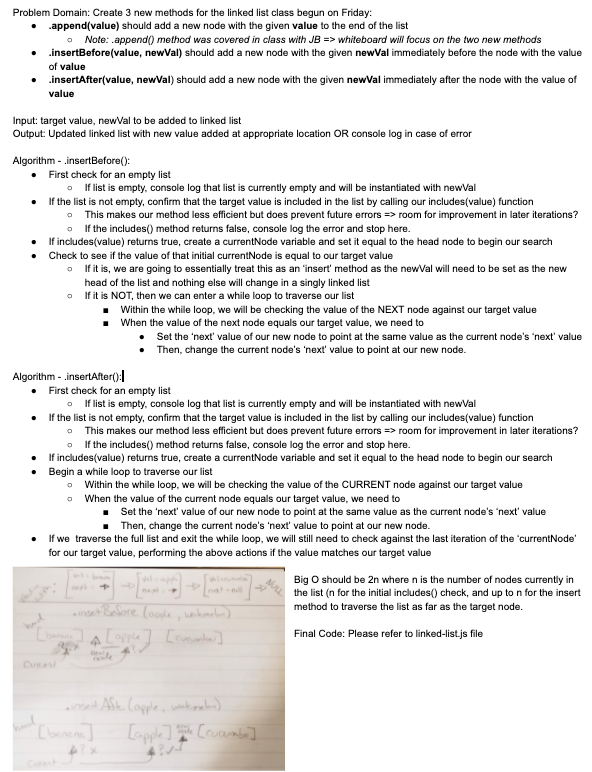 Problem Domain: Create 3 new methods for the linked list class begun on Friday:
● .append(value) should add a new node with the given value to the end of the list
○ Note: .append() method was covered in class with JB => whiteboard will focus on the two new methods
● .insertBefore(value, newVal) should add a new node with the given newVal immediately before the node with the value
of value
● .insertAfter(value, newVal) should add a new node with the given newVal immediately after the node with the value of
value
Input: target value, newVal to be added to linked list
Output: Updated linked list with new value added at appropriate location OR console log in case of error
Algorithm - .insertBefore():
● First check for an empty list
○ If list is empty, console log that list is currently empty and will be instantiated with newVal
● If the list is not empty, confirm that the target value is included in the list by calling our includes(value) function
○ This makes our method less efficient but does prevent future errors => room for improvement in later iterations?
○ If the includes() method returns false, console log the error and stop here.
● If includes(value) returns true, create a currentNode variable and set it equal to the head node to begin our search
● Check to see if the value of that initial currentNode is equal to our target value
○ If it is, we are going to essentially treat this as an 'insert' method as the newVal will need to be set as the new
head of the list and nothing else will change in a singly linked list
○ If it is NOT, then we can enter a while loop to traverse our list
■ Within the while loop, we will be checking the value of the NEXT node against our target value
■ When the value of the next node equals our target value, we need to
● Set the 'next' value of our new node to point at the same value as the current node's 'next' value
● Then, change the current node's 'next' value to point at our new node.
Algorithm - .insertAfter():
● First check for an empty list
○ If list is empty, console log that list is currently empty and will be instantiated with newVal
● If the list is not empty, confirm that the target value is included in the list by calling our includes(value) function
○ This makes our method less efficient but does prevent future errors => room for improvement in later iterations?
○ If the includes() method returns false, console log the error and stop here.
● If includes(value) returns true, create a currentNode variable and set it equal to the head node to begin our search
● Begin a while loop to traverse our list
○ Within the while loop, we will be checking the value of the CURRENT node against our target value
○ When the value of the current node equals our target value, we need to
■ Set the 'next' value of our new node to point at the same value as the current node's 'next' value
■ Then, change the current node's 'next' value to point at our new node.
● If we traverse the full list and exit the while loop, we will still need to check against the last iteration of the 'currentNode'
for our target value, performing the above actions if the value matches our target value
NULL
.insertBefore (apple, watermelon)
head
[banana] [apple] [cucumber]
new node
Current
.insertAfter (apple, watermelon)
head
[banana] [apple] [cucumber]
Current
Big O should be 2n where n is the number of nodes currently in
the list (n for the initial includes() check, and up to n for the insert
method to traverse the list as far as the target node.
Final Code: Please refer to linked-list.js file